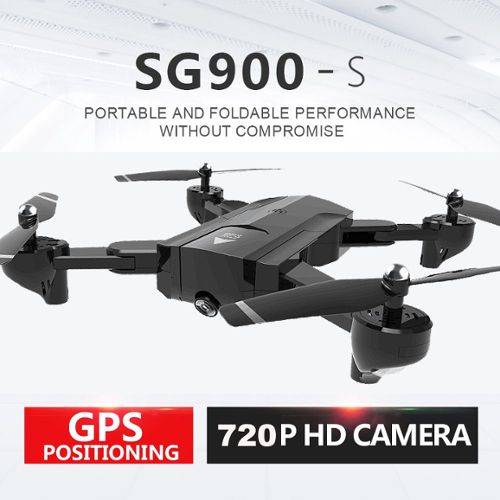 SG900 - S
PORTABLE AND FOLDABLE PERFORMANCE
WITHOUT COMPROMISE
GPS
POSITIONING
720P HD CAMERA